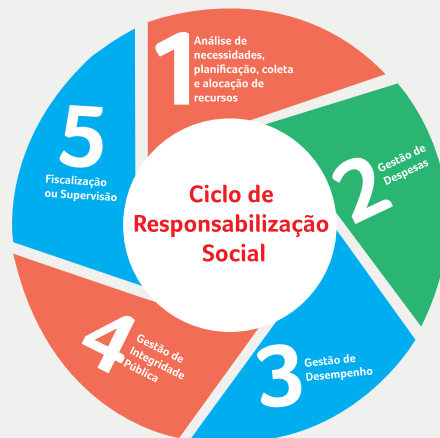 1
Análise de
necessidades,
planificação, coleta
e alocação de
recursos
2
Gestão de
Despesas
3
Gestão de
Desempenho
4
Gestão de
Integridade
Pública
5
Fiscalização
ou Supervisão
Ciclo de
Responsabilização
Social